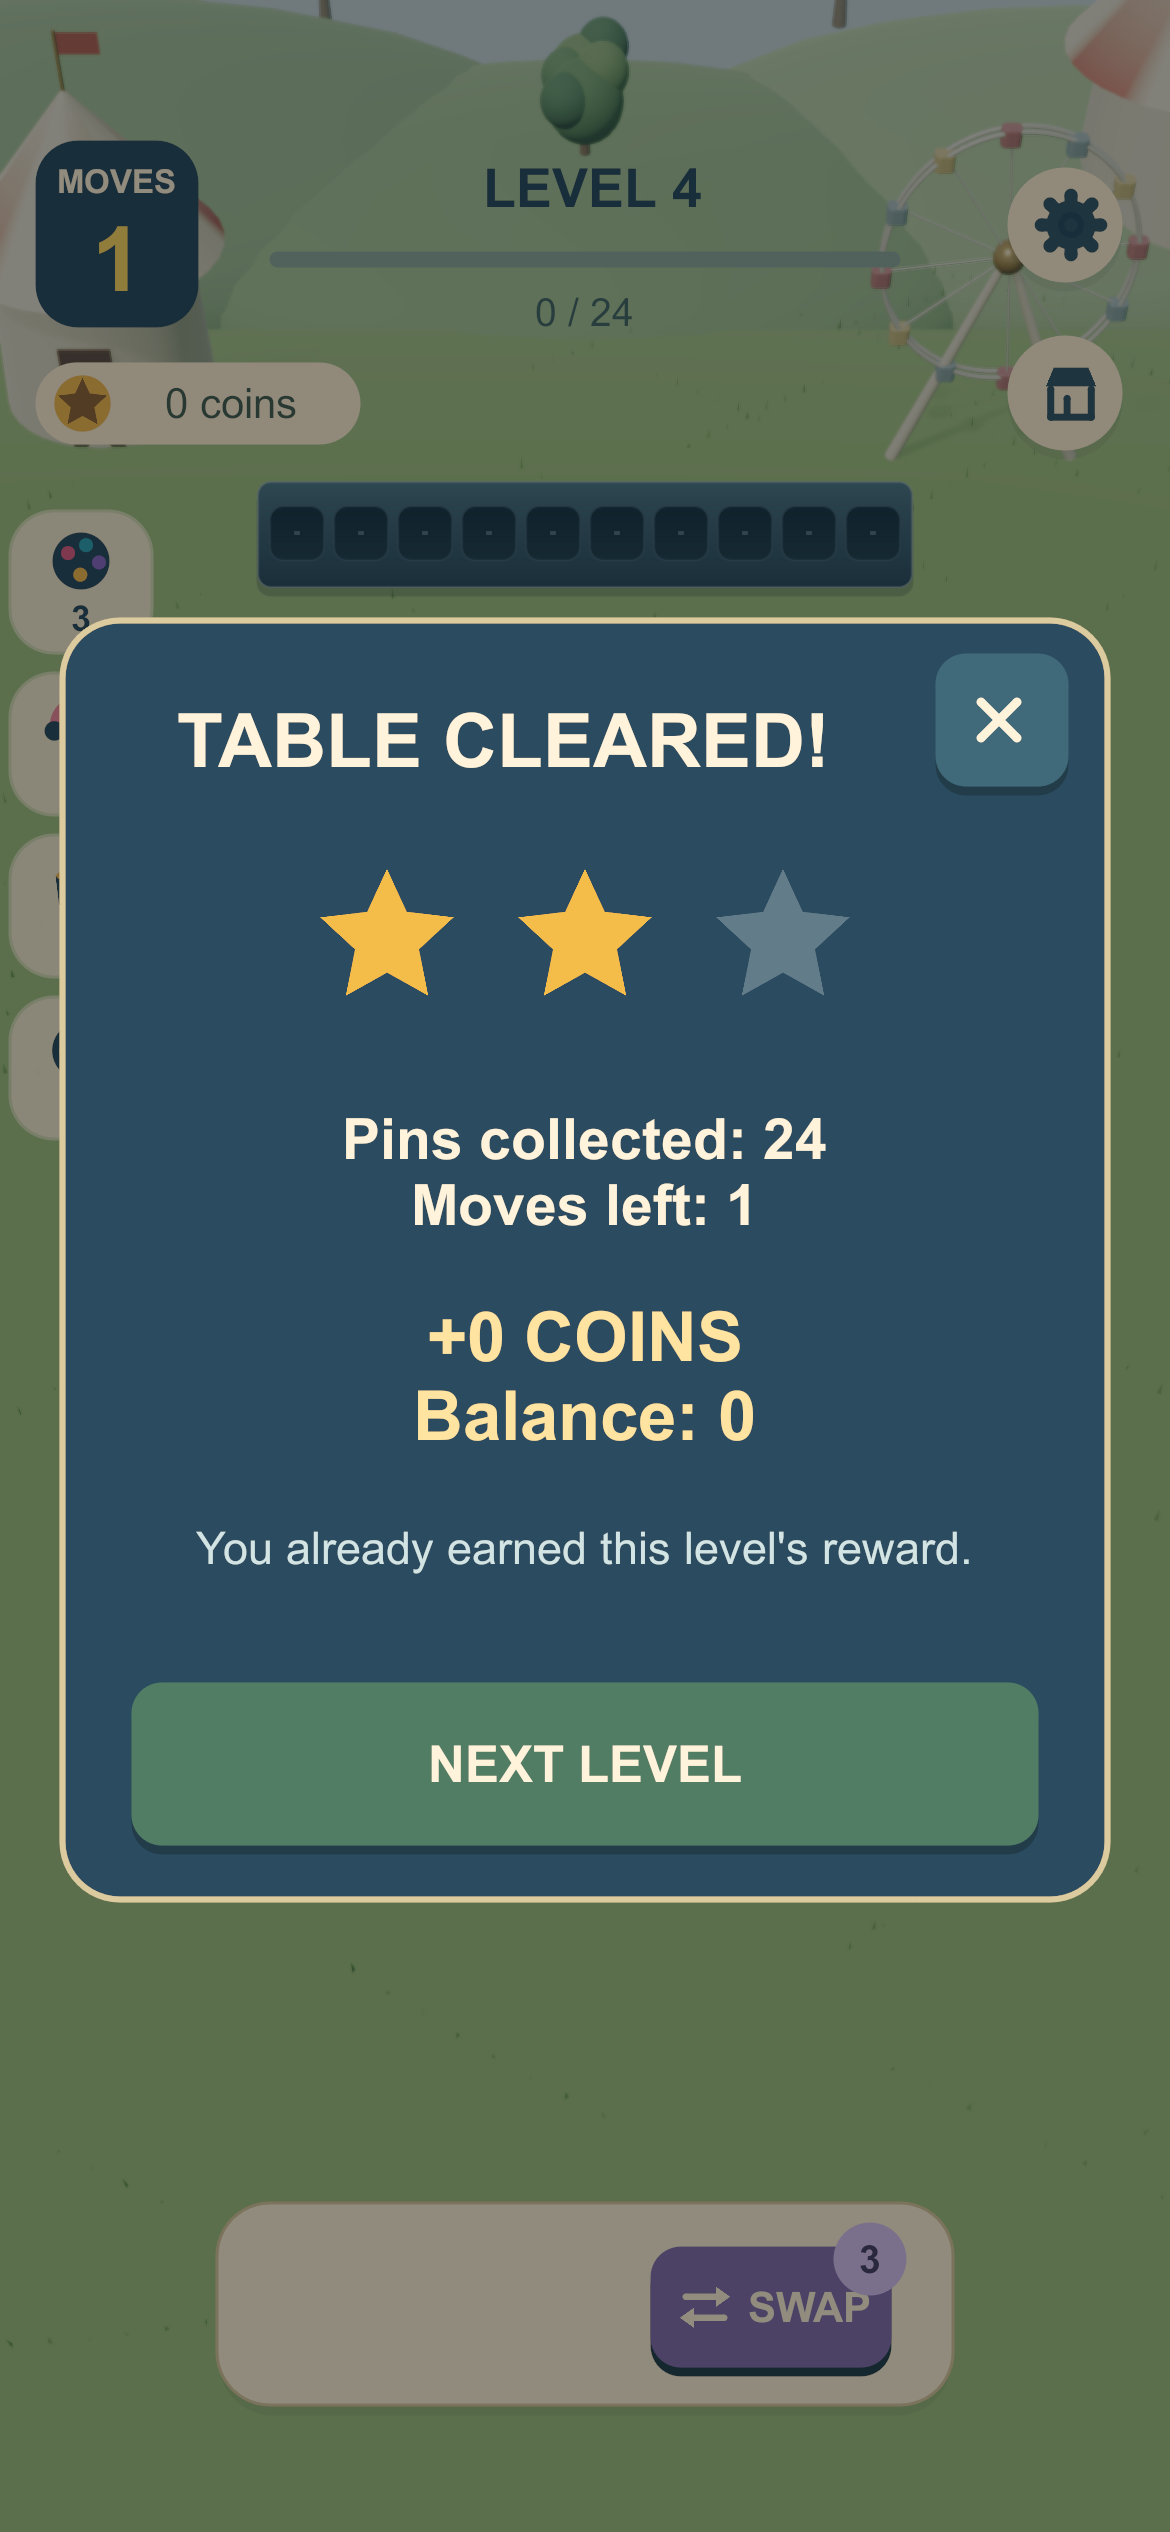 MOVES
1
LEVEL 4
0 / 24
0 coins
3
TABLE CLEARED!
Pins collected: 24
Moves left: 1
+0 COINS
Balance: 0
You already earned this level's reward.
NEXT LEVEL
3
SWAP